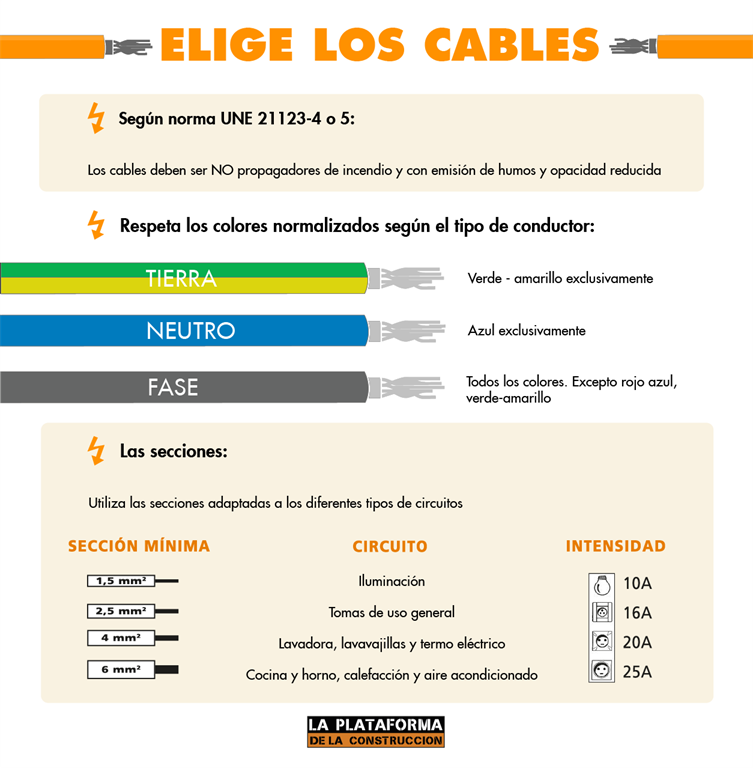 ELIGE LOS CABLES
Según norma UNE 21123-4 o 5:
Los cables deben ser NO propagadores de incendio y con emisión de humos y opacidad reducida
Respeta los colores normalizados según el tipo de conductor:
TIERRA
Verde - amarillo exclusivamente
NEUTRO
Azul exclusivamente
FASE
Todos los colores. Excepto rojo azul,
verde-amarillo
Las secciones:
Utiliza las secciones adaptadas a los diferentes tipos de circuitos
SECCIÓN MÍNIMA CIRCUITO INTENSIDAD
1,5 mm² Iluminación 10A
2,5 mm² Tomas de uso general 16A
4 mm² Lavadora, lavavajillas y termo eléctrico 20A
6 mm² Cocina y horno, calefacción y aire acondicionado 25A
LA PLATAFORMA
DE LA CONSTRUCCION